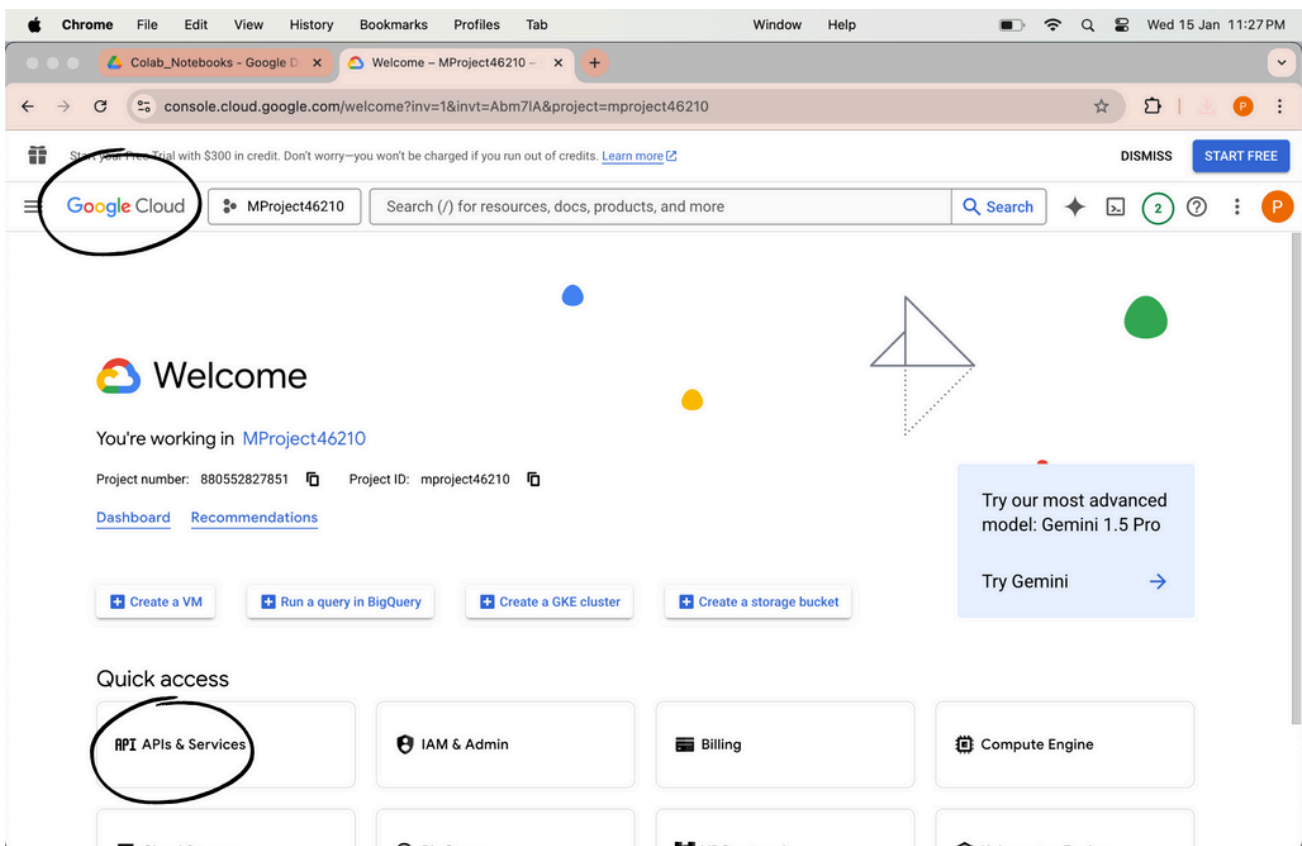 Chrome File Edit View History Bookmarks Profiles Tab Window Help Wed 15 Jan 11:27 PM
Colab_Notebooks - Google D Welcome – MProject46210 –
console.cloud.google.com/welcome?inv=1&invt=Abm7lA&project=mproject46210 P
Start your Free Trial with $300 in credit. Don't worry—you won't be charged if you run out of credits. Learn more DISMISS START FREE
Google Cloud MProject46210 Search (/) for resources, docs, products, and more Search 2 P
Welcome
You're working in MProject46210
Project number: 880552827851 Project ID: mproject46210
Dashboard Recommendations
Try our most advanced
model: Gemini 1.5 Pro
Try Gemini
Create a VM Run a query in BigQuery Create a GKE cluster Create a storage bucket
Quick access
API APIs & Services IAM & Admin Billing Compute Engine